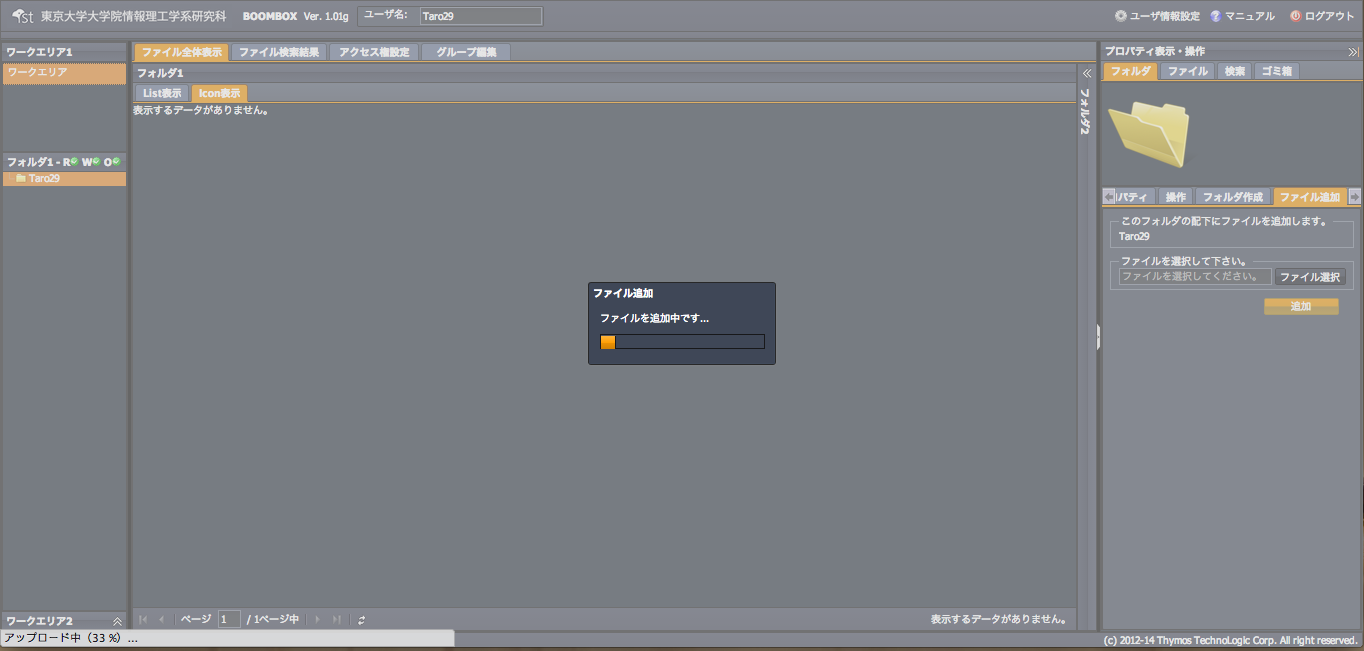 ist 東京大学大学院情報理工学系研究科 BOOMBOX Ver. 1.01g ユーザ名: Taro29 ユーザ情報設定 マニュアル ログアウト
ワークエリア1
ワークエリア
フォルダ1 - R W O
Taro29
ワークエリア2
アップロード中（33 %）...
ファイル全体表示 ファイル検索結果 アクセス権設定 グループ編集
フォルダ1
List表示 Icon表示
表示するデータがありません。
ファイル追加
ファイルを追加中です...
ページ 1 / 1ページ中 表示するデータがありません。
フォルダ2
プロパティ表示・操作
フォルダ ファイル 検索 ゴミ箱
パティ 操作 フォルダ作成 ファイル追加
このフォルダの配下にファイルを追加します。
Taro29
ファイルを選択して下さい。
ファイルを選択してください。 ファイル選択
追加
(c) 2012-14 Thymos TechnoLogic Corp. All right reserved.